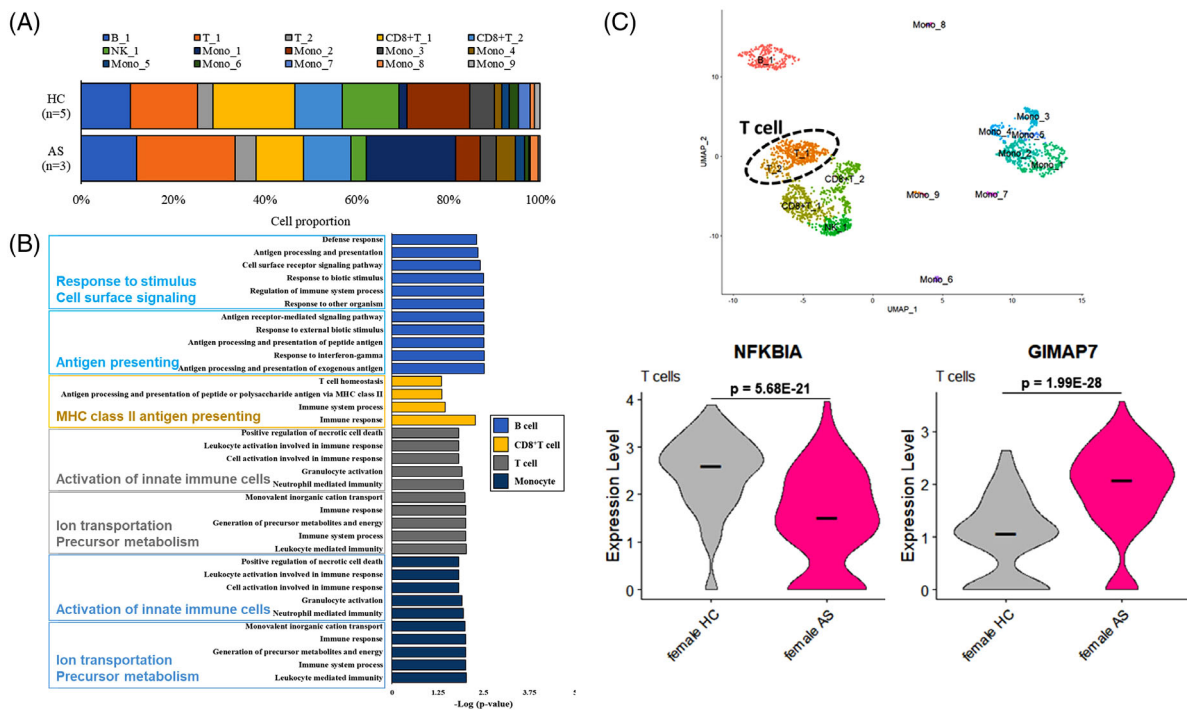 (A)
B_1 T_1 T_2 CD8+T_1 CD8+T_2
NK_1 Mono_1 Mono_2 Mono_3 Mono_4
Mono_5 Mono_6 Mono_7 Mono_8 Mono_9
HC
(n=5)
AS
(n=3)
0% 20% 40% 60% 80% 100%
Cell proportion
(B)
Response to stimulus
Cell surface signaling
Defense response
Antigen processing and presentation
Cell surface receptor signaling pathway
Response to biotic stimulus
Regulation of immune system process
Response to other organism
Antigen presenting
Antigen receptor-mediated signaling pathway
Response to external biotic stimulus
Antigen processing and presentation of peptide antigen
Response to interferon-gamma
Antigen processing and presentation of exogenous antigen
MHC class II antigen presenting
T cell homeostasis
Antigen processing and presentation of peptide or polysaccharide antigen via MHC class II
Immune system process
Immune response
Activation of innate immune cells
Positive regulation of necrotic cell death
Leukocyte activation involved in immune response
Cell activation involved in immune response
Granulocyte activation
Neutrophil mediated immunity
Ion transportation
Precursor metabolism
Monovalent inorganic cation transport
Immune response
Generation of precursor metabolites and energy
Immune system process
Leukocyte mediated immunity
Activation of innate immune cells
Positive regulation of necrotic cell death
Leukocyte activation involved in immune response
Cell activation involved in immune response
Granulocyte activation
Neutrophil mediated immunity
Ion transportation
Precursor metabolism
Monovalent inorganic cation transport
Immune response
Generation of precursor metabolites and energy
Immune system process
Leukocyte mediated immunity
B cell
CD8+T cell
T cell
Monocyte
0 1.25 2.5 3.75 5
-Log (p-value)
(C)
UMAP_2
10
0
-10
-10 -5 0 5 10 15
UMAP_1
Mono_8
B_1
T cell
T_1
T_2
CD8+T_2
CD8+T_1
NK_1
Mono_3
Mono_4
Mono_5
Mono_2
Mono_1
Mono_9
Mono_7
Mono_6
NFKBIA
T cells
p = 5.68E-21
Expression Level
4
3
2
1
0
female HC
female AS
GIMAP7
T cells
p = 1.99E-28
Expression Level
3
2
1
0
female HC
female AS